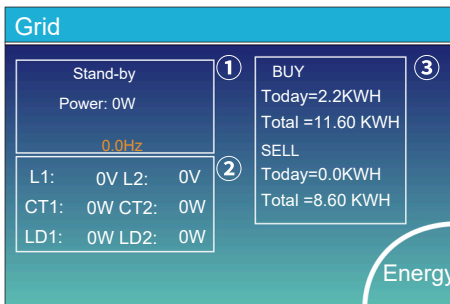 Grid
①
Stand-by
Power: 0W
0.0Hz
②
L1: 0V L2: 0V
CT1: 0W CT2: 0W
LD1: 0W LD2: 0W
③
BUY
Today=2.2KWH
Total =11.60 KWH
SELL
Today=0.0KWH
Total =8.60 KWH
Energy